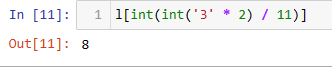 In [11]: 1 l[int(int('3' * 2) / 11)]
Out[11]: 8